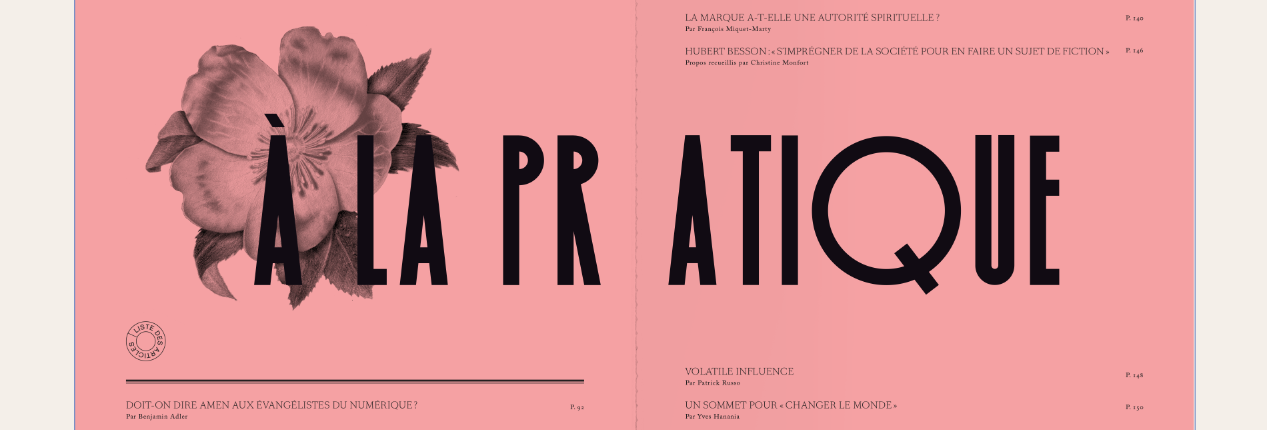 À LA PRATIQUE
LISTE DES ARTICLES
DOIT-ON DIRE AMEN AUX ÉVANGÉLISTES DU NUMÉRIQUE ? P. 92
Par Benjamin Adler
LA MARQUE A-T-ELLE UNE AUTORITÉ SPIRITUELLE ? P. 140
Par François Miquet-Marty
HUBERT BESSON : « S'IMPRÉGNER DE LA SOCIÉTÉ POUR EN FAIRE UN SUJET DE FICTION » P. 146
Propos recueillis par Christine Monfort
VOLATILE INFLUENCE P. 148
Par Patrick Russo
UN SOMMET POUR « CHANGER LE MONDE » P. 150
Par Yves Hanania